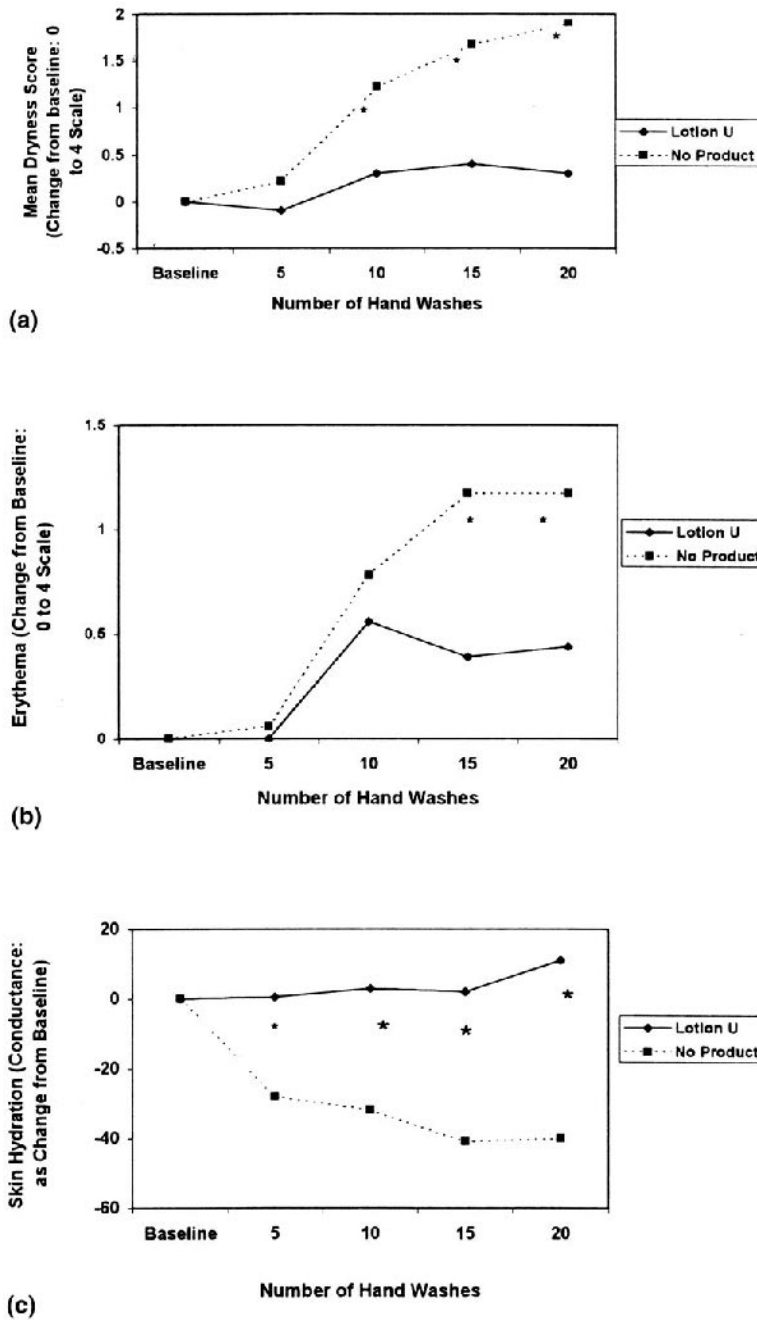 2
1.5
1
0.5
0
-0.5
Mean Dryness Score
(Change from baseline: 0
to 4 Scale)
*
*
*
Lotion U
No Product
Baseline 5 10 15 20
Number of Hand Washes
(a)
1.5
1
0.5
0
Erythema (Change from Baseline:
0 to 4 Scale)
* *
Lotion U
No Product
Baseline 5 10 15 20
Number of Hand Washes
(b)
20
0
-20
-40
-60
Skin Hydration (Conductance:
as Change from Baseline)
* * * *
Lotion U
No Product
Baseline 5 10 15 20
Number of Hand Washes
(c)